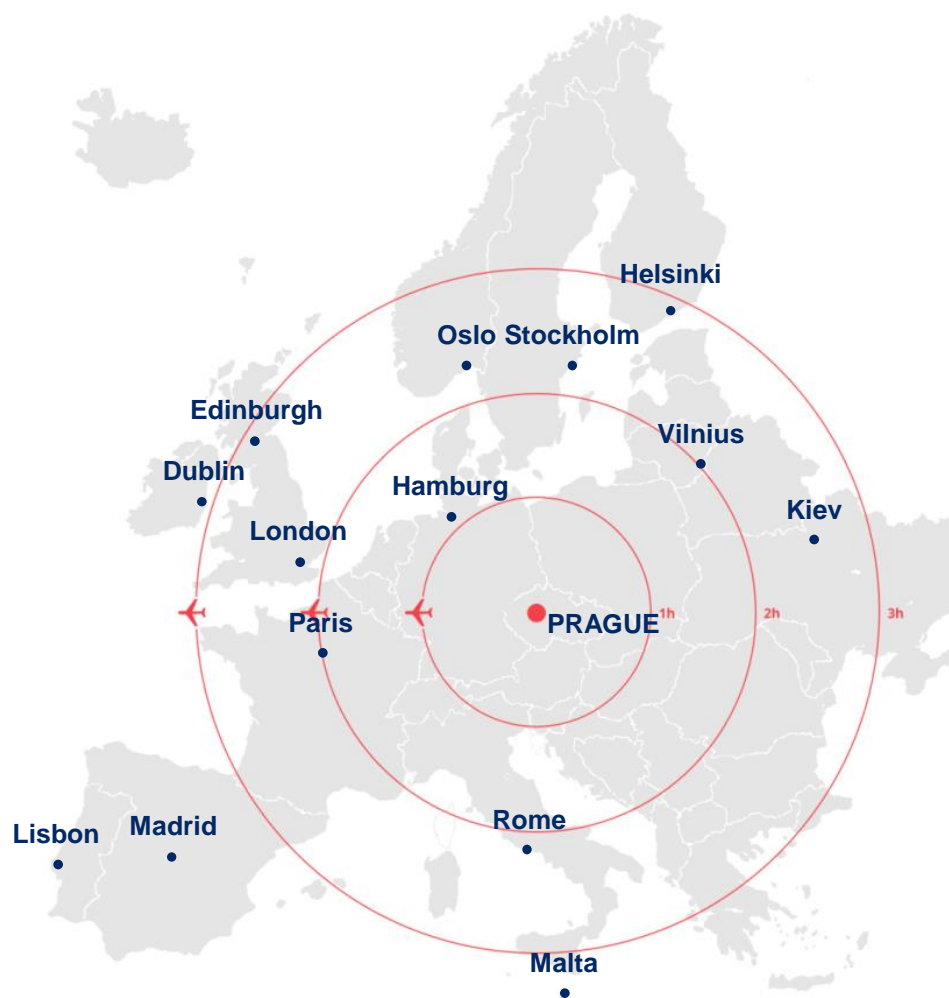 Helsinki
Oslo Stockholm
Edinburgh
Vilnius
Dublin
Hamburg
Kiev
London
Paris
PRAGUE
1h
2h
3h
Rome
Madrid
Lisbon
Malta